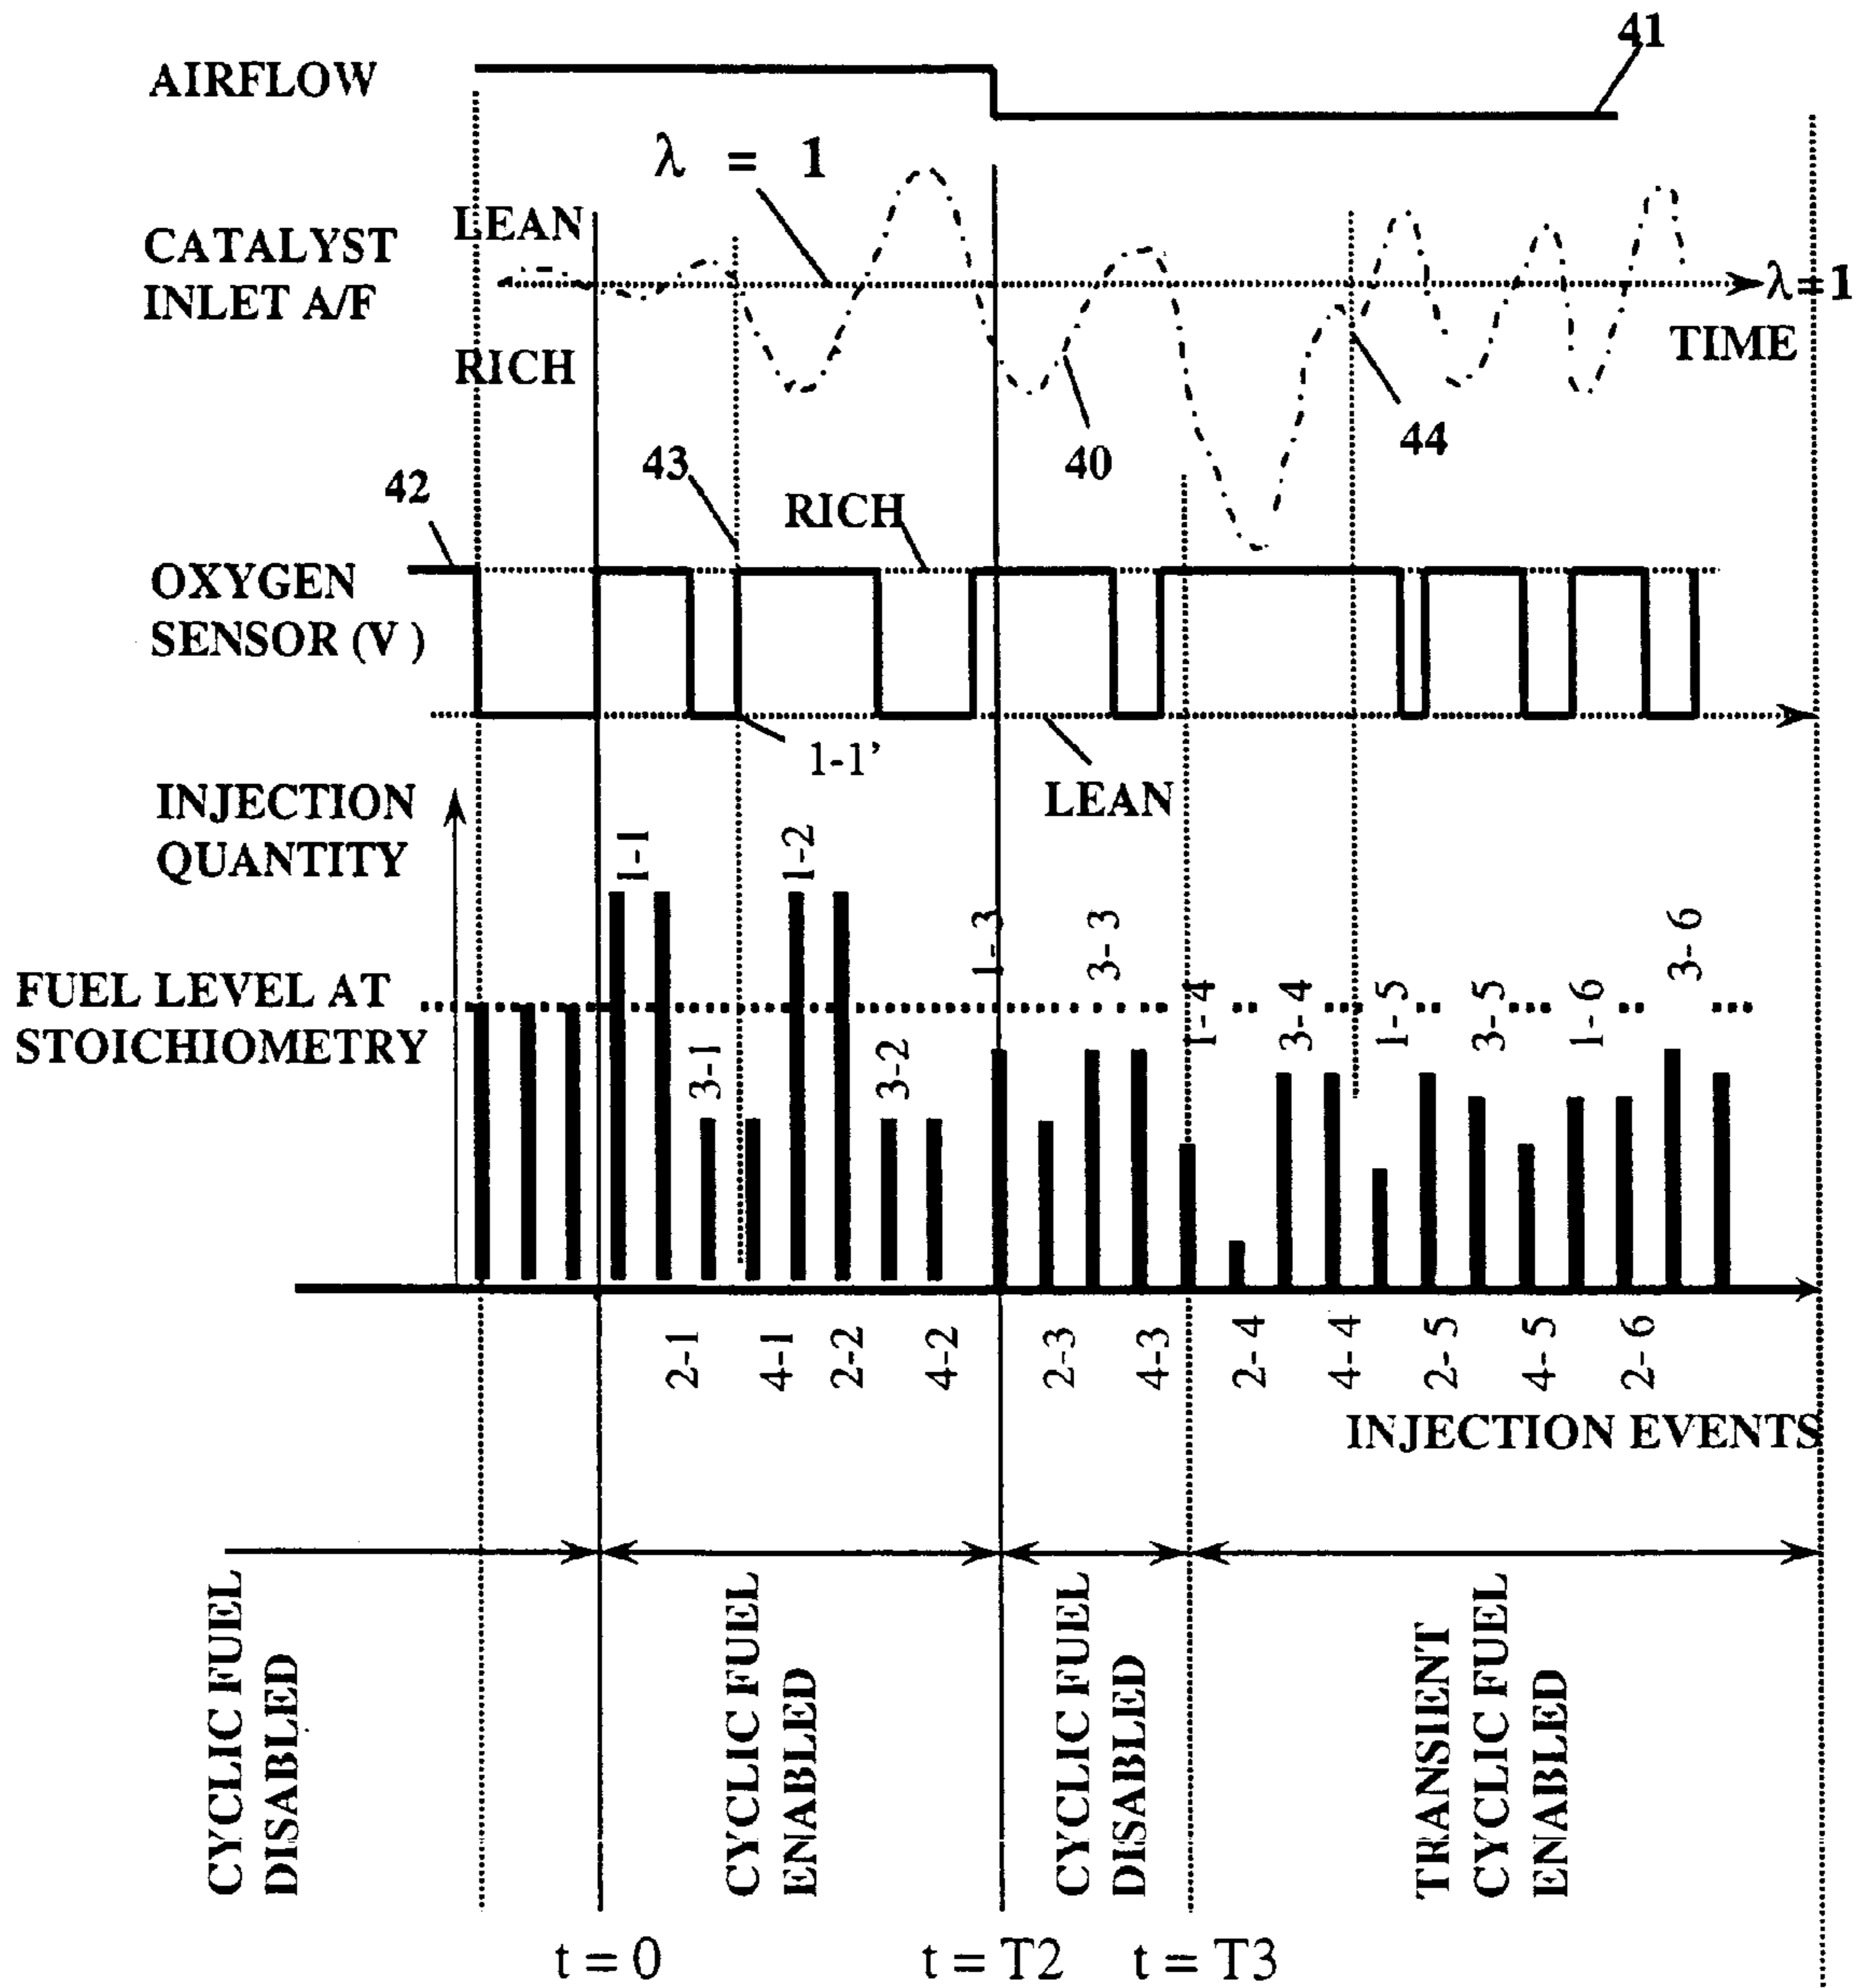 41
AIRFLOW
λ = 1
LEAN
CATALYST
INLET A/F
λ=1
RICH
TIME
44
43
40
42
RICH
OXYGEN
SENSOR (V)
1-1'
LEAN
INJECTION
QUANTITY
1-1
1-2
1-3
3-3
3-6
FUEL LEVEL AT
STOICHIOMETRY
3-1
3-2
1-4
3-4
1-5
3-5
1-6
2-1
4-1
2-2
4-2
2-3
4-3
2-4
4-4
2-5
4-5
2-6
INJECTION EVENTS
CYCLIC FUEL
DISABLED
CYCLIC FUEL
ENABLED
CYCLIC FUEL
DISABLED
TRANSIENT
CYCLIC FUEL
ENABLED
t = 0
t = T2
t = T3